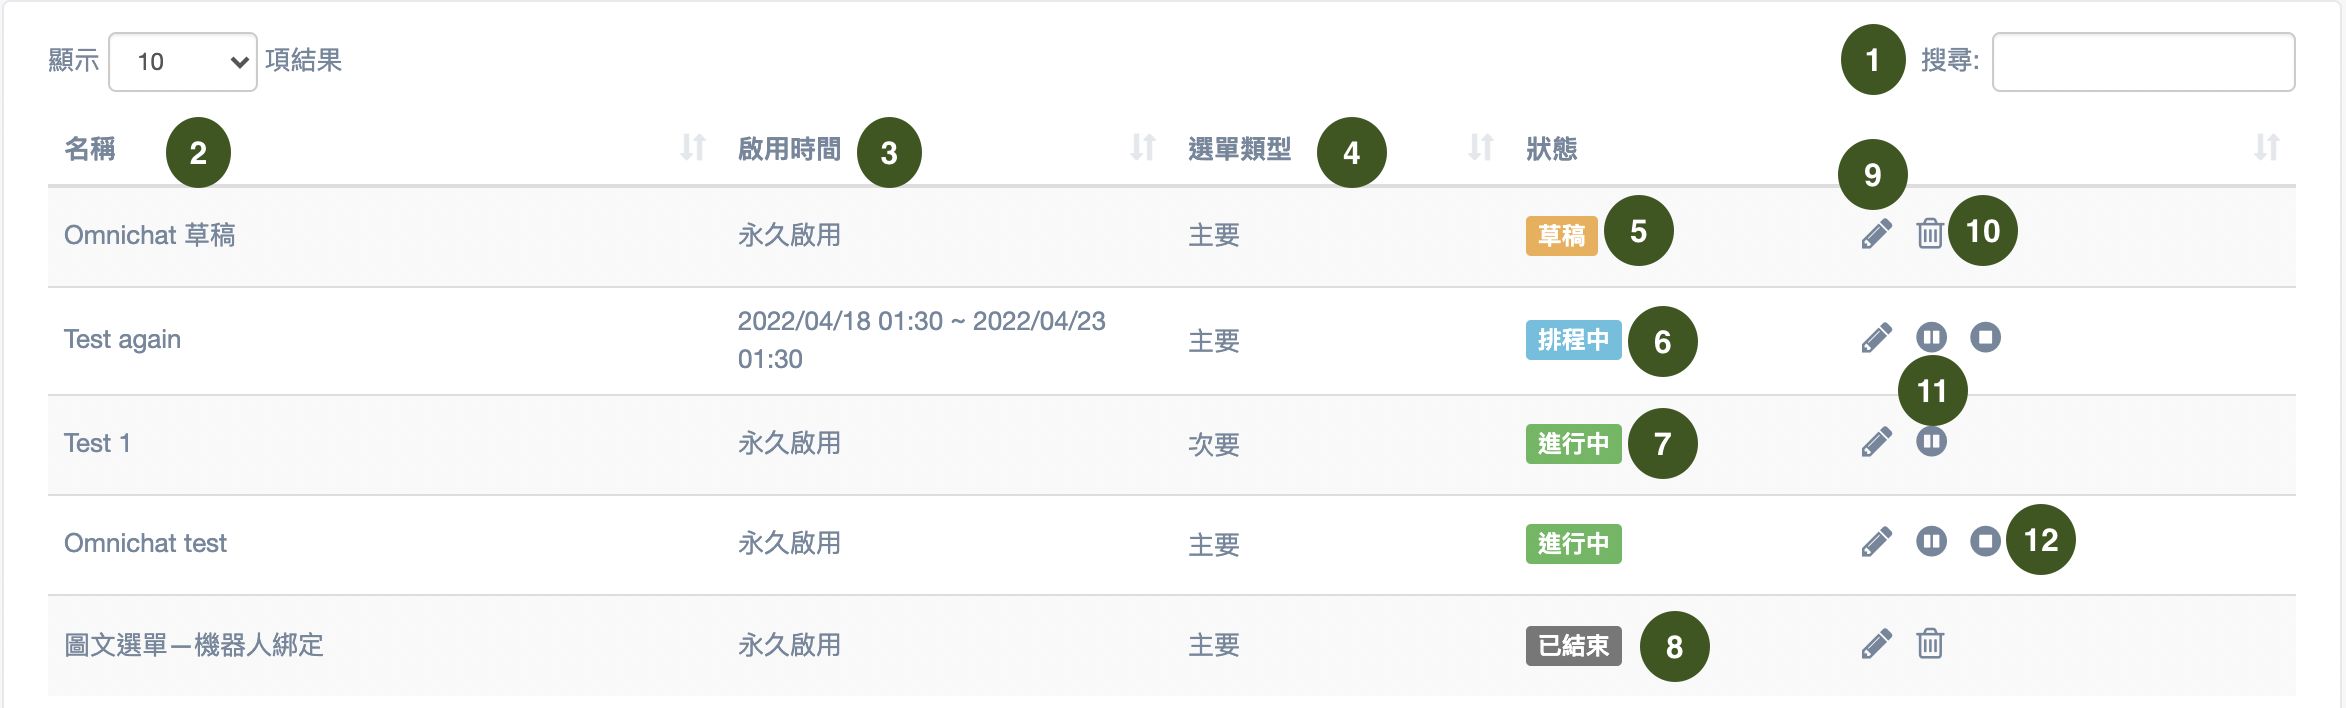 顯示 10 項結果 1 搜尋:
名稱 2 啟用時間 3 選單類型 4 狀態
9
Omnichat 草稿 永久啟用 主要 草稿 5 10
Test again 2022/04/18 01:30 ~ 2022/04/23 主要 排程中 6
01:30
11
Test 1 永久啟用 次要 進行中 7
Omnichat test 永久啟用 主要 進行中 12
圖文選單－機器人綁定 永久啟用 主要 已結束 8